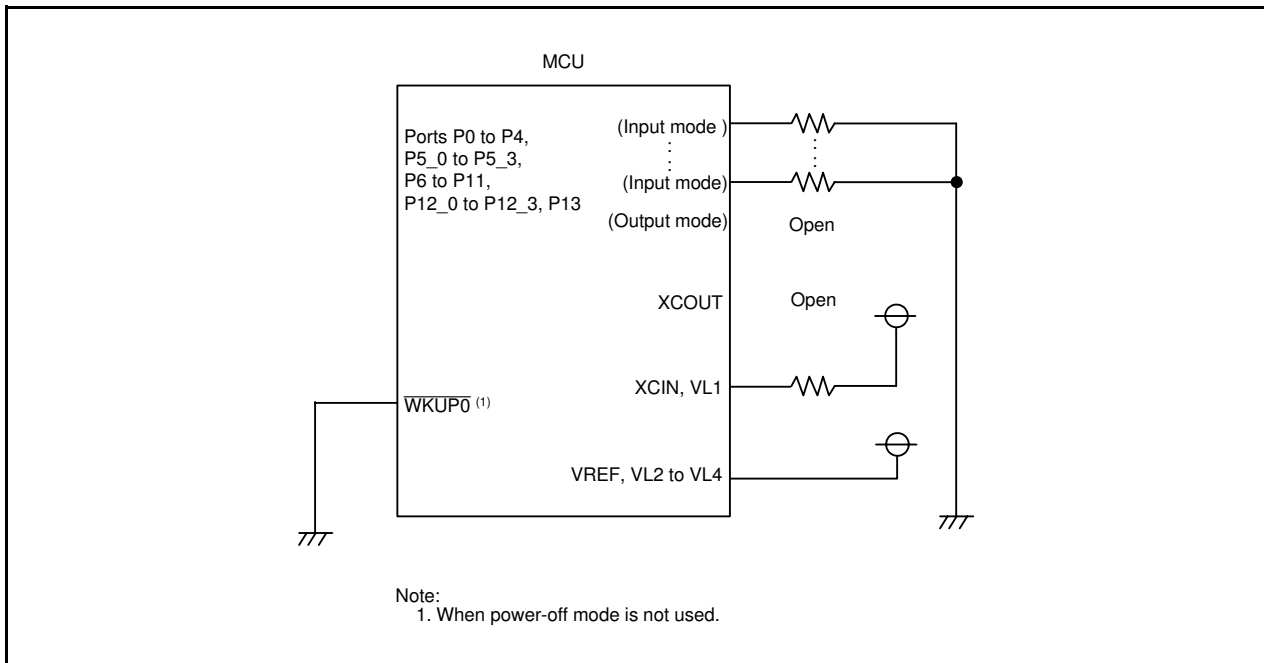 MCU
Ports P0 to P4,
P5_0 to P5_3,
P6 to P11,
P12_0 to P12_3, P13
(Input mode )
(Input mode)
(Output mode)
Open
XCOUT
Open
XCIN, VL1
WKUP0 (1)
VREF, VL2 to VL4
Note:
1. When power-off mode is not used.